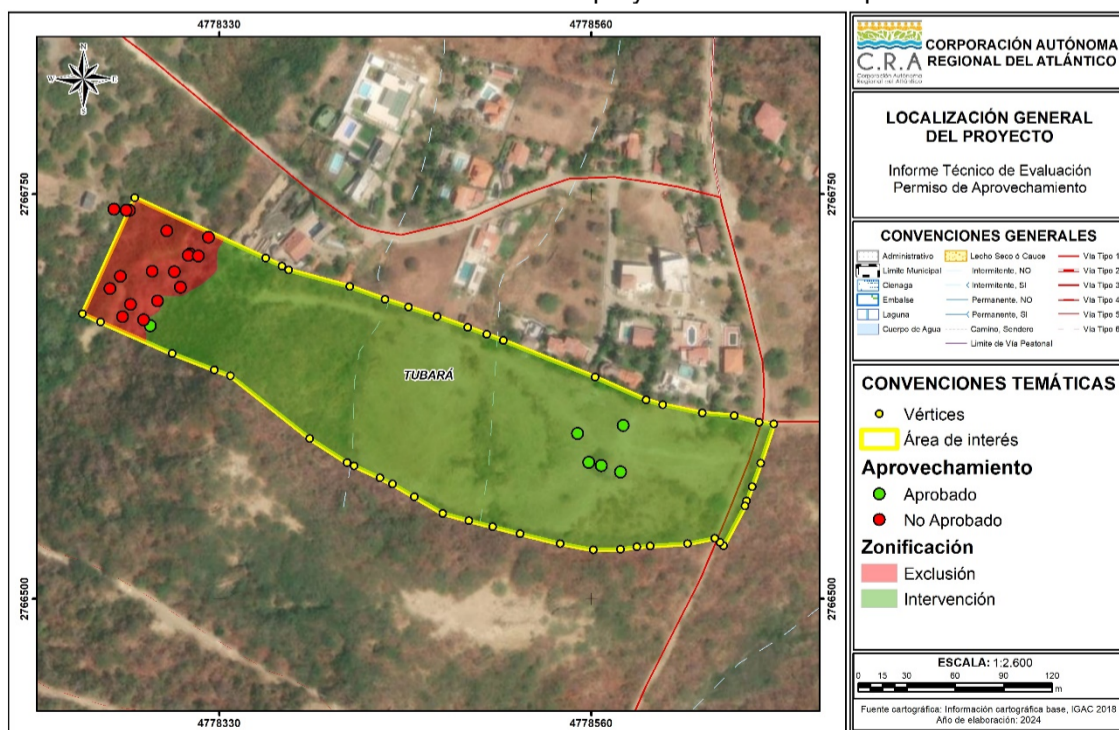 4778330
4778560
2766750
2766500
N
W
E
S
TUBARÁ
2766750
2766500
4778330
4778560
C.R.A
Corporación Autónoma
Regional del Atlántico
CORPORACIÓN AUTÓNOMA
REGIONAL DEL ATLÁNTICO
LOCALIZACIÓN GENERAL
DEL PROYECTO
Informe Técnico de Evaluación
Permiso de Aprovechamiento
CONVENCIONES GENERALES
Administrativo
Limite Municipal
Cienaga
Embalse
Laguna
Cuerpo de Agua
Lecho Seco ó Cauce
Intermitente, NO
Intermitente, SI
Permanente, NO
Permanente, SI
Camino, Sendero
Limite de Vía Peatonal
Vía Tipo 1
Vía Tipo 2
Vía Tipo 3
Vía Tipo 4
Vía Tipo 5
Vía Tipo 6
CONVENCIONES TEMÁTICAS
Vértices
Área de interés
Aprovechamiento
Aprobado
No Aprobado
Zonificación
Exclusión
Intervención
ESCALA: 1:2.600
0 15 30 60 90 120
m
Fuente cartográfica: Información cartográfica base, IGAC 2018
Año de elaboración: 2024